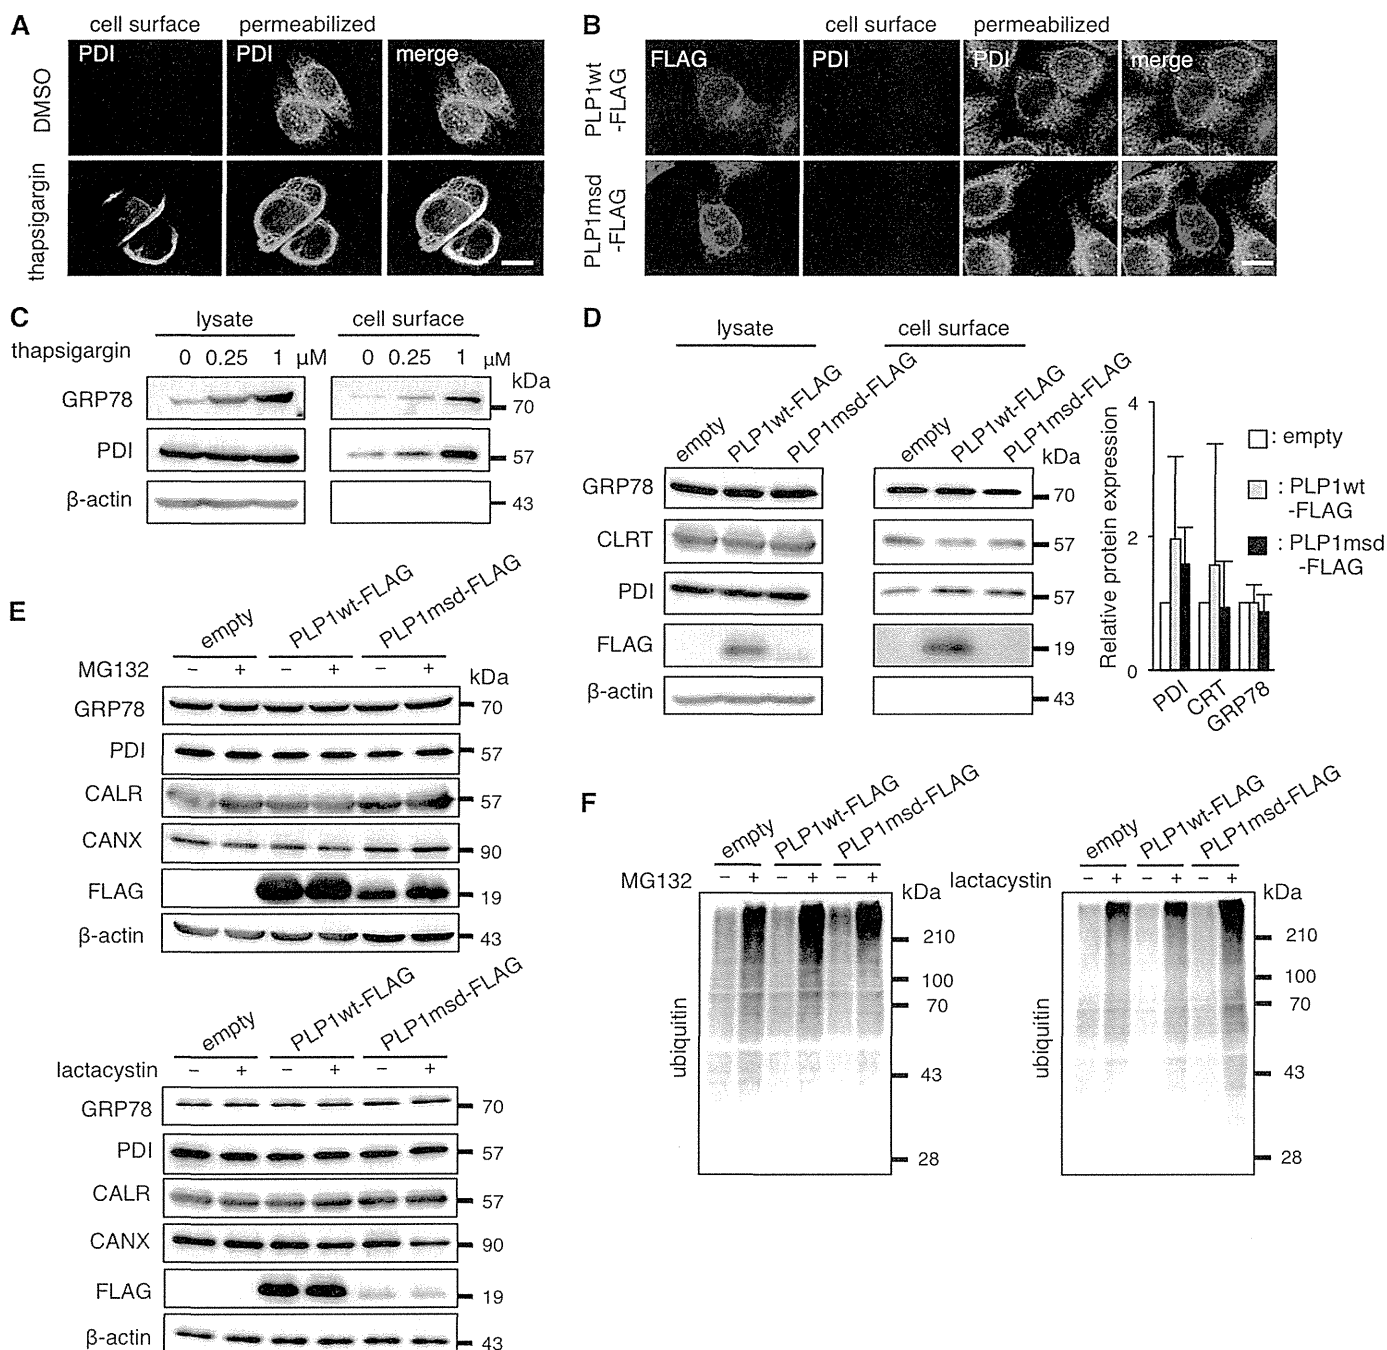 A
cell surface
permeabilized
PDI
PDI
merge
DMSO
thapsigargin
B
cell surface
permeabilized
FLAG
PDI
PDI
merge
PLP1wt
-FLAG
PLP1msd
-FLAG
C
lysate
cell surface
thapsigargin
0 0.25 1 μM
0 0.25 1 μM
kDa
GRP78
70
PDI
57
β-actin
43
D
lysate
cell surface
empty
PLP1wt-FLAG
PLP1msd-FLAG
empty
PLP1wt-FLAG
PLP1msd-FLAG
kDa
GRP78
70
CLRT
57
PDI
57
FLAG
19
β-actin
43
Relative protein expression
4
2
0
PDI
CRT
GRP78
: empty
: PLP1wt
-FLAG
: PLP1msd
-FLAG
E
empty
PLP1wt-FLAG
PLP1msd-FLAG
MG132
− + − + − +
kDa
GRP78
70
PDI
57
CALR
57
CANX
90
FLAG
19
β-actin
43
empty
PLP1wt-FLAG
PLP1msd-FLAG
lactacystin
− + − + − +
kDa
GRP78
70
PDI
57
CALR
57
CANX
90
FLAG
19
β-actin
43
F
empty
PLP1wt-FLAG
PLP1msd-FLAG
MG132
− + − + − +
kDa
ubiquitin
210
100
70
43
28
empty
PLP1wt-FLAG
PLP1msd-FLAG
lactacystin
− + − + − +
kDa
ubiquitin
210
100
70
43
28